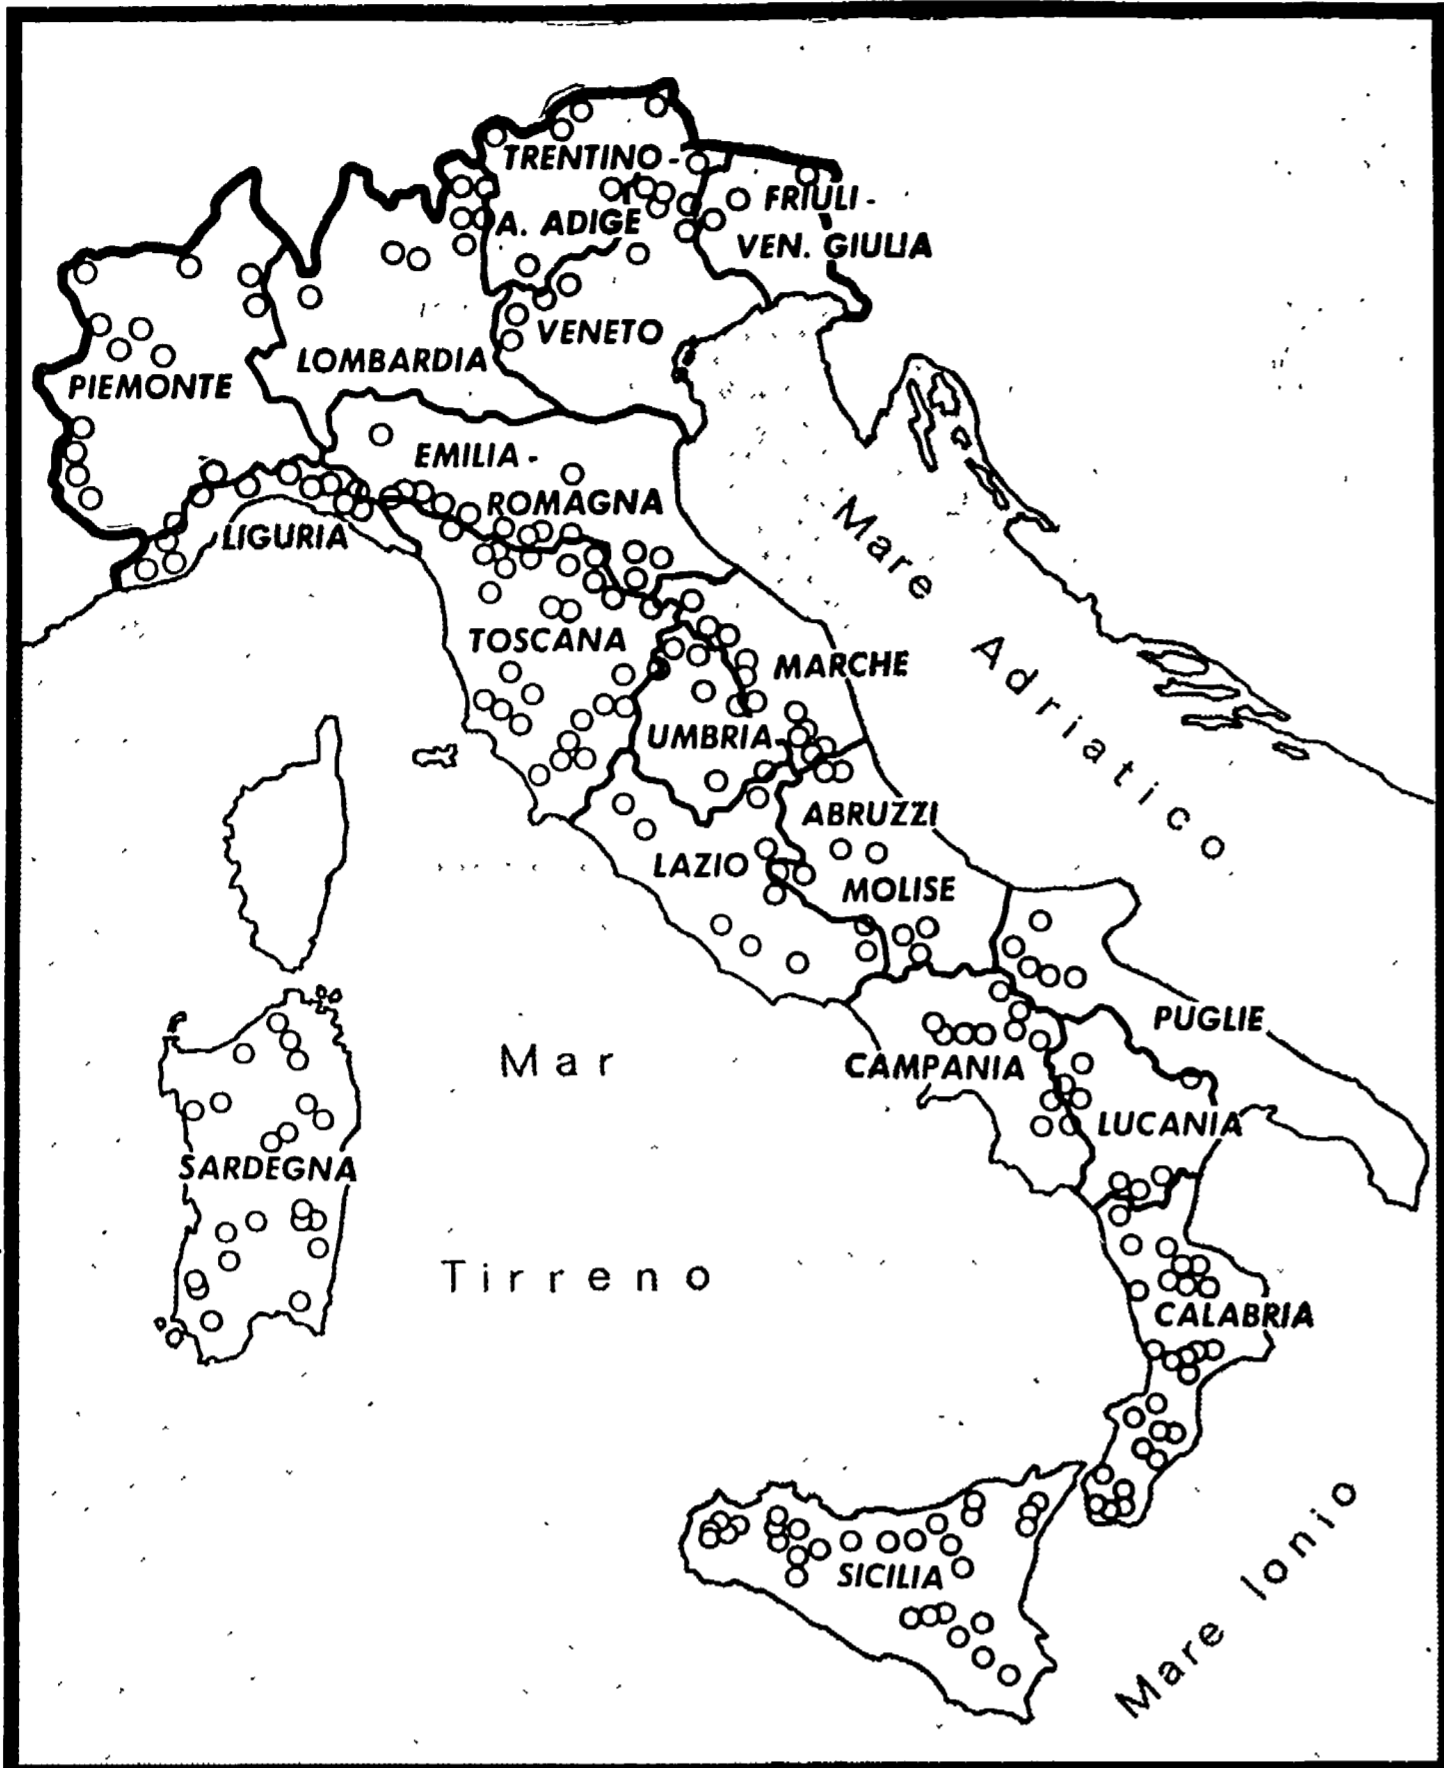 TRENTINO-
A. ADIGE
FRIULI -
VEN. GIULIA
VENETO
LOMBARDIA
PIEMONTE
EMILIA -
ROMAGNA
LIGURIA
TOSCANA
MARCHE
UMBRIA
Mare Adriatico
ABRUZZI
LAZIO
MOLISE
PUGLIE
CAMPANIA
LUCANIA
Mar
Tirreno
SARDEGNA
CALABRIA
SICILIA
Mare Ionio